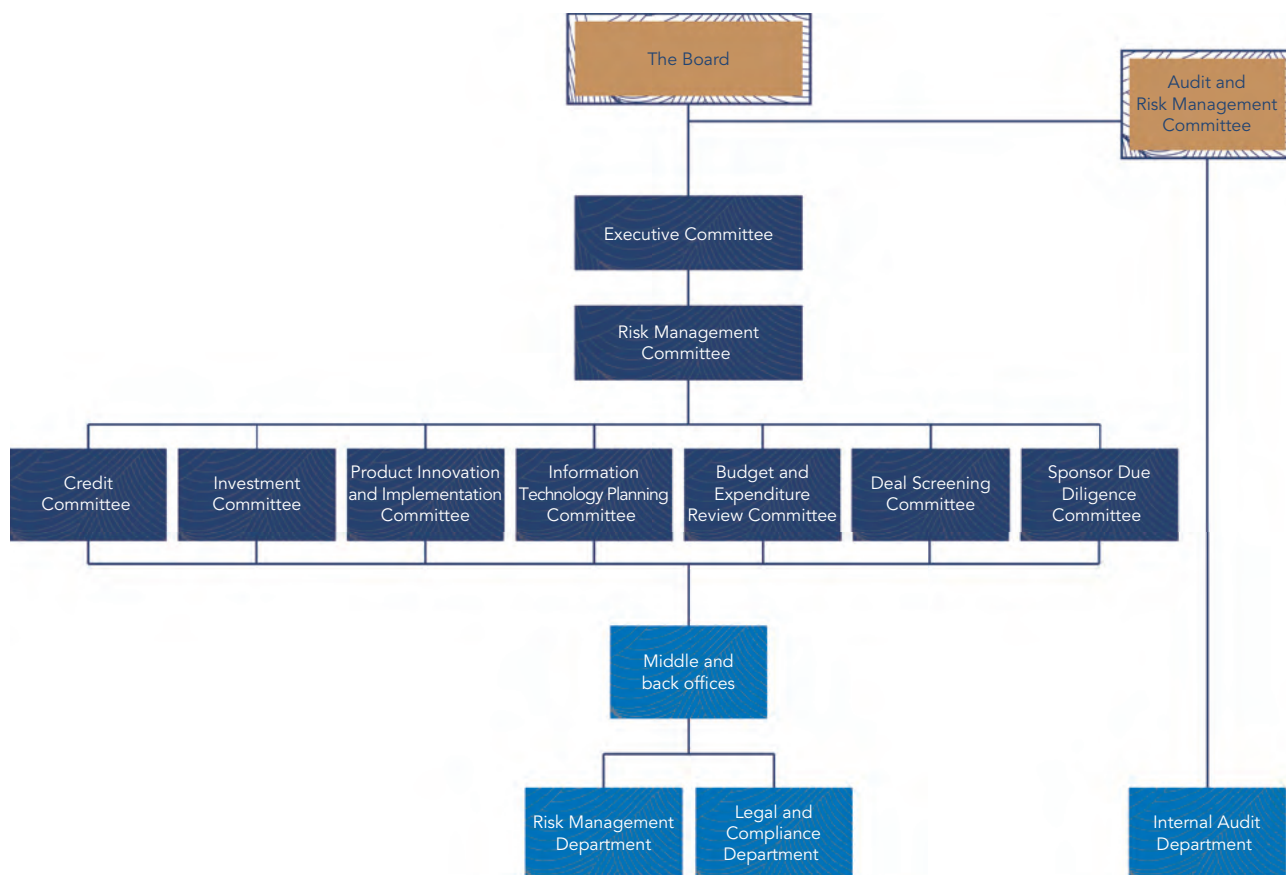 The Board
Audit and
Risk Management
Committee
Executive Committee
Risk Management
Committee
Credit
Committee
Investment
Committee
Product Innovation
and Implementation
Committee
Information
Technology Planning
Committee
Budget and
Expenditure
Review Committee
Deal Screening
Committee
Sponsor Due
Diligence
Committee
Middle and
back offices
Risk Management
Department
Legal and
Compliance
Department
Internal Audit
Department